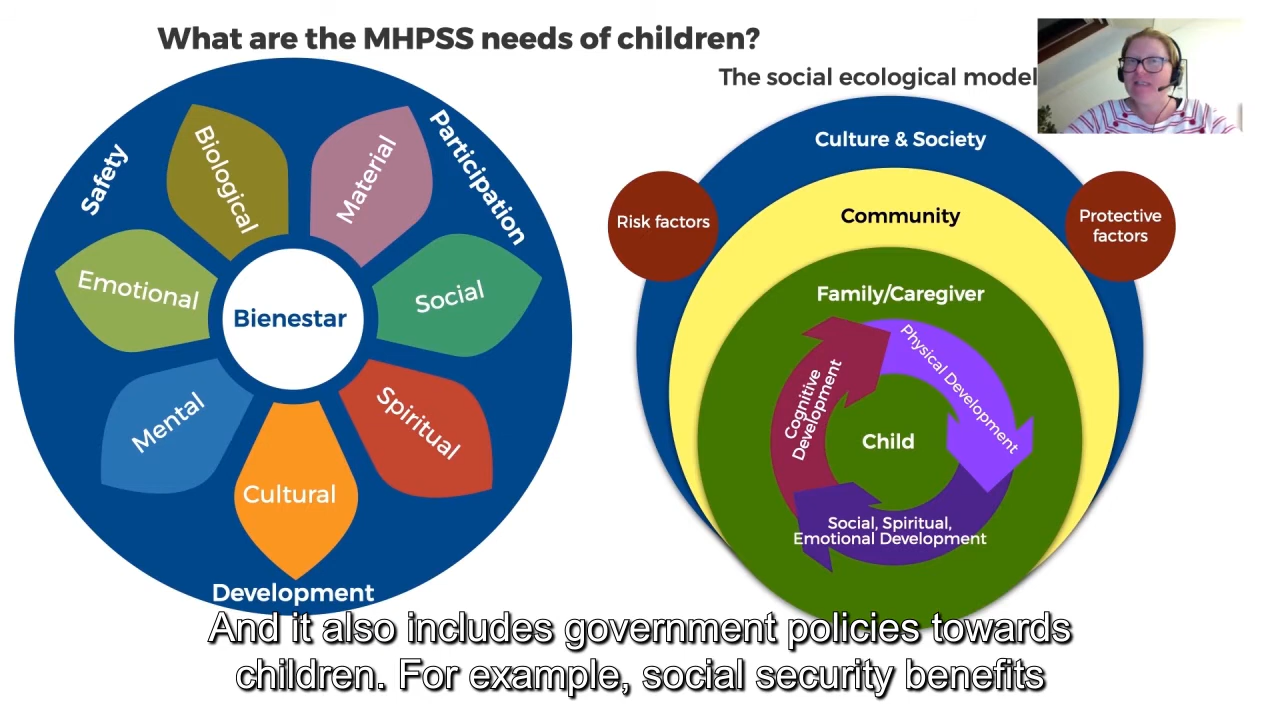 What are the MHPSS needs of children?
The social ecological model
Safety
Biological
Material
Participation
Emotional
Social
Bienestar
Mental
Spiritual
Cultural
Development
Culture & Society
Risk factors
Community
Protective
factors
Family/Caregiver
Cognitive
Development
Physical Development
Child
Social, Spiritual,
Emotional Development
And it also includes government policies towards
children. For example, social security benefits